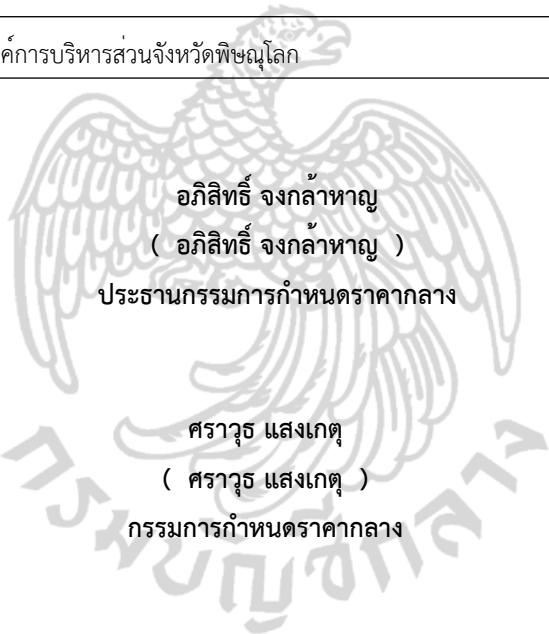 ค์การบริหารส่วนจังหวัดพิษณุโลก
อภิสิทธิ์ จงกล้าหาญ
( อภิสิทธิ์ จงกล้าหาญ )
ประธานกรรมการกำหนดราคากลาง
ศราวุธ แสงเกตุ
( ศราวุธ แสงเกตุ )
กรรมการกำหนดราคากลาง
กรมบัญชีกลาง